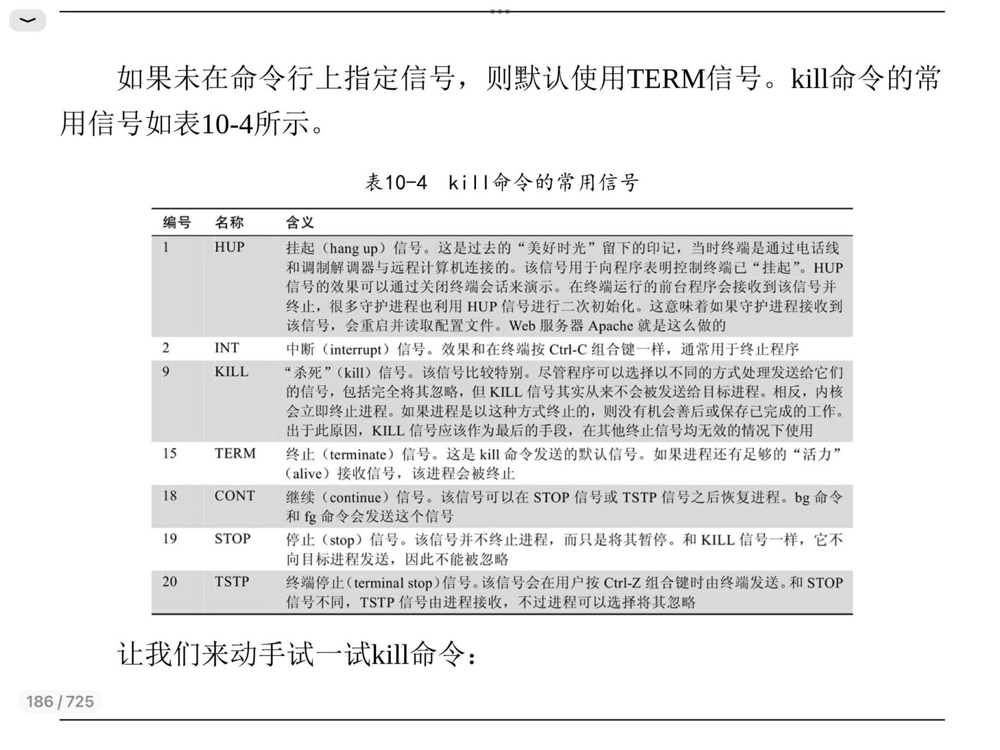 如果未在命令行上指定信号，则默认使用TERM信号。kill命令的常
用信号如表10-4所示。
表10-4 kill命令的常用信号
编号 名称 含义
1 HUP 挂起（hang up）信号。这是过去的“美好时光”留下的印记，当时终端是通过电话线
和调制解调器与远程计算机连接的。该信号用于向程序表明控制终端已“挂起”。HUP
信号的效果可以通过关闭终端会话来演示。在终端运行的前台程序会接收到该信号并
终止，很多守护进程也利用 HUP 信号进行二次初始化。这意味着如果守护进程接收到
该信号，会重启并读取配置文件。Web 服务器 Apache 就是这么做的
2 INT 中断（interrupt）信号。效果和在终端按 Ctrl-C 组合键一样，通常用于终止程序
9 KILL “杀死”（kill）信号。该信号比较特别。尽管程序可以选择以不同的方式处理发送给它们
的信号，包括完全将其忽略，但 KILL 信号其实从来不会被发送给目标进程。相反，内核
会立即终止进程。如果进程是以这种方式终止的，则没有机会善后或保存已完成的工作。
出于此原因，KILL 信号应该作为最后的手段，在其他终止信号均无效的情况下使用
15 TERM 终止（terminate）信号。这是 kill 命令发送的默认信号。如果进程还有足够的“活力”
（alive）接收信号，该进程会被终止
18 CONT 继续（continue）信号。该信号可以在 STOP 信号或 TSTP 信号之后恢复进程。bg 命令
和 fg 命令会发送这个信号
19 STOP 停止（stop）信号。该信号并不终止进程，而只是将其暂停。和 KILL 信号一样，它不
向目标进程发送，因此不能被忽略
20 TSTP 终端停止（terminal stop）信号。该信号会在用户按 Ctrl-Z 组合键时由终端发送。和 STOP
信号不同，TSTP 信号由进程接收，不过进程可以选择将其忽略
让我们来动手试一试kill命令：
186 / 725